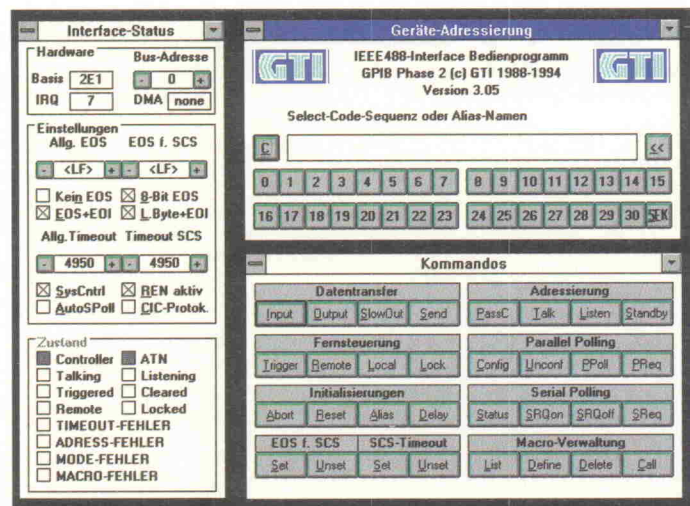 Interface-Status
Hardware
Bus-Adresse
Basis 2E1 - 0 +
IRQ 7 DMA none
Einstellungen
Allg. EOS EOS f. SCS
- <LF> + - <LF> +
Kein EOS 8-Bit EOS
EOS+EOI L.Byte+EOI
Allg.Timeout Timeout SCS
- 4950 + - 4950 +
SysCntrl REN aktiv
AutoSPoll CIC-Protok.
Zustand
Controller ATN
Talking Listening
Triggered Cleared
Remote Locked
TIMEOUT-FEHLER
ADRESS-FEHLER
MODE-FEHLER
MACRO-FEHLER
Geräte-Adressierung
GTI
IEEE488-Interface Bedienprogramm
GPIB Phase 2 (c) GTI 1988-1994
Version 3.05
GTI
Select-Code-Sequenz oder Alias-Namen
C <<
0 1 2 3 4 5 6 7 8 9 10 11 12 13 14 15
16 17 18 19 20 21 22 23 24 25 26 27 28 29 30 SEK
Kommandos
Datentransfer Adressierung
Input Output SlowOut Send PassC Talk Listen Standby
Fernsteuerung Parallel Polling
Trigger Remote Local Lock Config Unconf PPoll PReq
Initialisierungen Serial Polling
Abort Reset Alias Delay Status SRQon SRQoff SReq
EOS f. SCS SCS-Timeout Macro-Verwaltung
Set Unset Set Unset List Define Delete Call